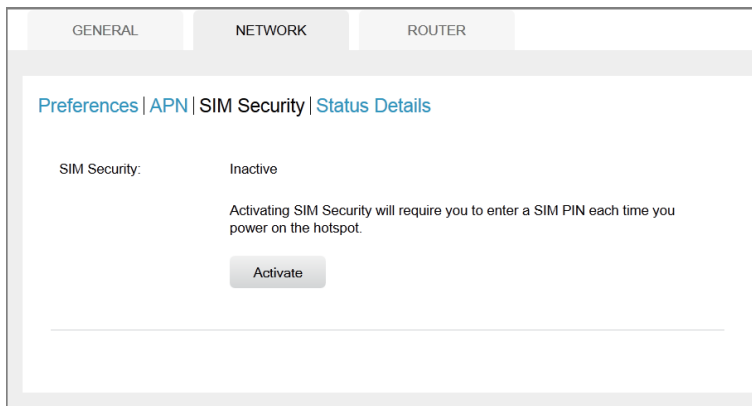 GENERAL NETWORK ROUTER
Preferences | APN | SIM Security | Status Details
SIM Security: Inactive
Activating SIM Security will require you to enter a SIM PIN each time you
power on the hotspot.
Activate